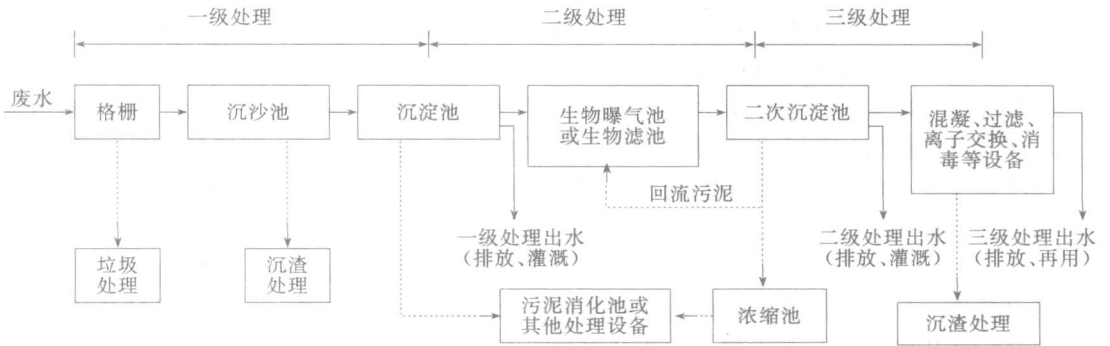 一级处理
二级处理
三级处理
废水
格栅
沉沙池
沉淀池
生物曝气池
或生物滤池
二次沉淀池
混凝、过滤、
离子交换、消
毒等设备
回流污泥
垃圾
处理
沉渣
处理
一级处理出水
(排放、灌溉)
二级处理出水
(排放、灌溉)
三级处理出水
(排放、再用)
污泥消化池或
其他处理设备
浓缩池
沉渣处理